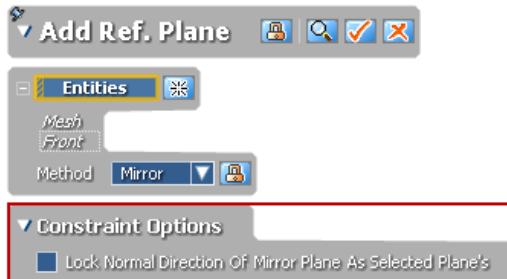 Add Ref. Plane
Entities
Mesh
Front
Method Mirror
Constraint Options
Lock Normal Direction Of Mirror Plane As Selected Plane's